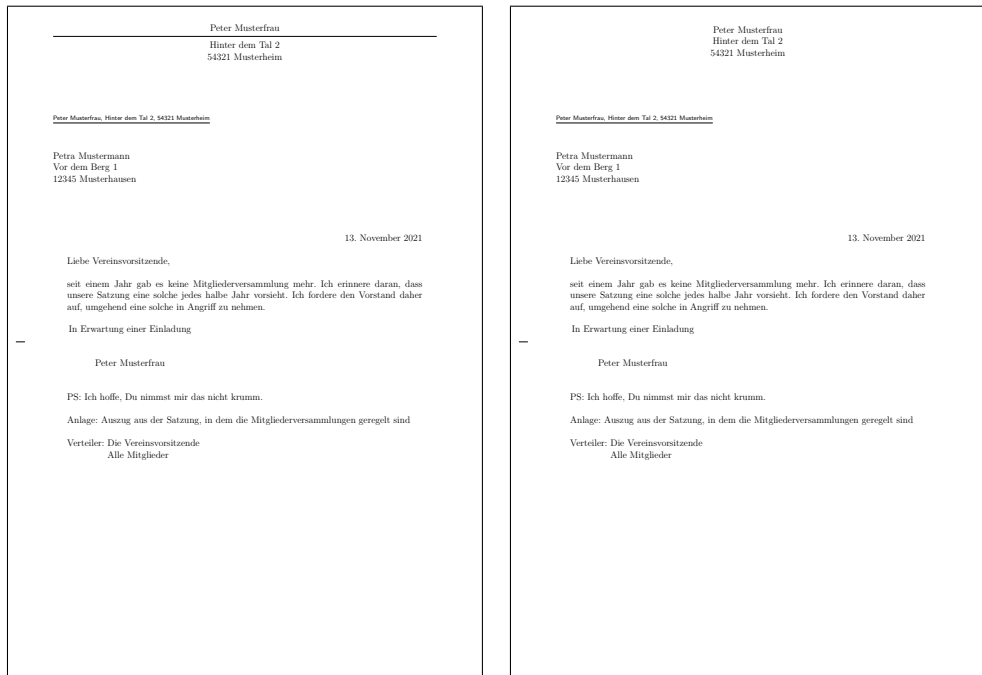 Peter Musterfrau
Hinter dem Tal 2
54321 Musterheim
Peter Musterfrau, Hinter dem Tal 2, 54321 Musterheim
Petra Mustermann
Vor dem Berg 1
12345 Musterhausen
13. November 2021
Liebe Vereinsvorsitzende,
seit einem Jahr gab es keine Mitgliederversammlung mehr. Ich erinnere daran, dass
unsere Satzung eine solche jedes halbe Jahr vorsieht. Ich fordere den Vorstand daher
auf, umgehend eine solche in Angriff zu nehmen.
In Erwartung einer Einladung
Peter Musterfrau
PS: Ich hoffe, Du nimmst mir das nicht krumm.
Anlage: Auszug aus der Satzung, in dem die Mitgliederversammlungen geregelt sind
Verteiler: Die Vereinsvorsitzende
Alle Mitglieder
Peter Musterfrau
Hinter dem Tal 2
54321 Musterheim
Peter Musterfrau, Hinter dem Tal 2, 54321 Musterheim
Petra Mustermann
Vor dem Berg 1
12345 Musterhausen
13. November 2021
Liebe Vereinsvorsitzende,
seit einem Jahr gab es keine Mitgliederversammlung mehr. Ich erinnere daran, dass
unsere Satzung eine solche jedes halbe Jahr vorsieht. Ich fordere den Vorstand daher
auf, umgehend eine solche in Angriff zu nehmen.
In Erwartung einer Einladung
Peter Musterfrau
PS: Ich hoffe, Du nimmst mir das nicht krumm.
Anlage: Auszug aus der Satzung, in dem die Mitgliederversammlungen geregelt sind
Verteiler: Die Vereinsvorsitzende
Alle Mitglieder